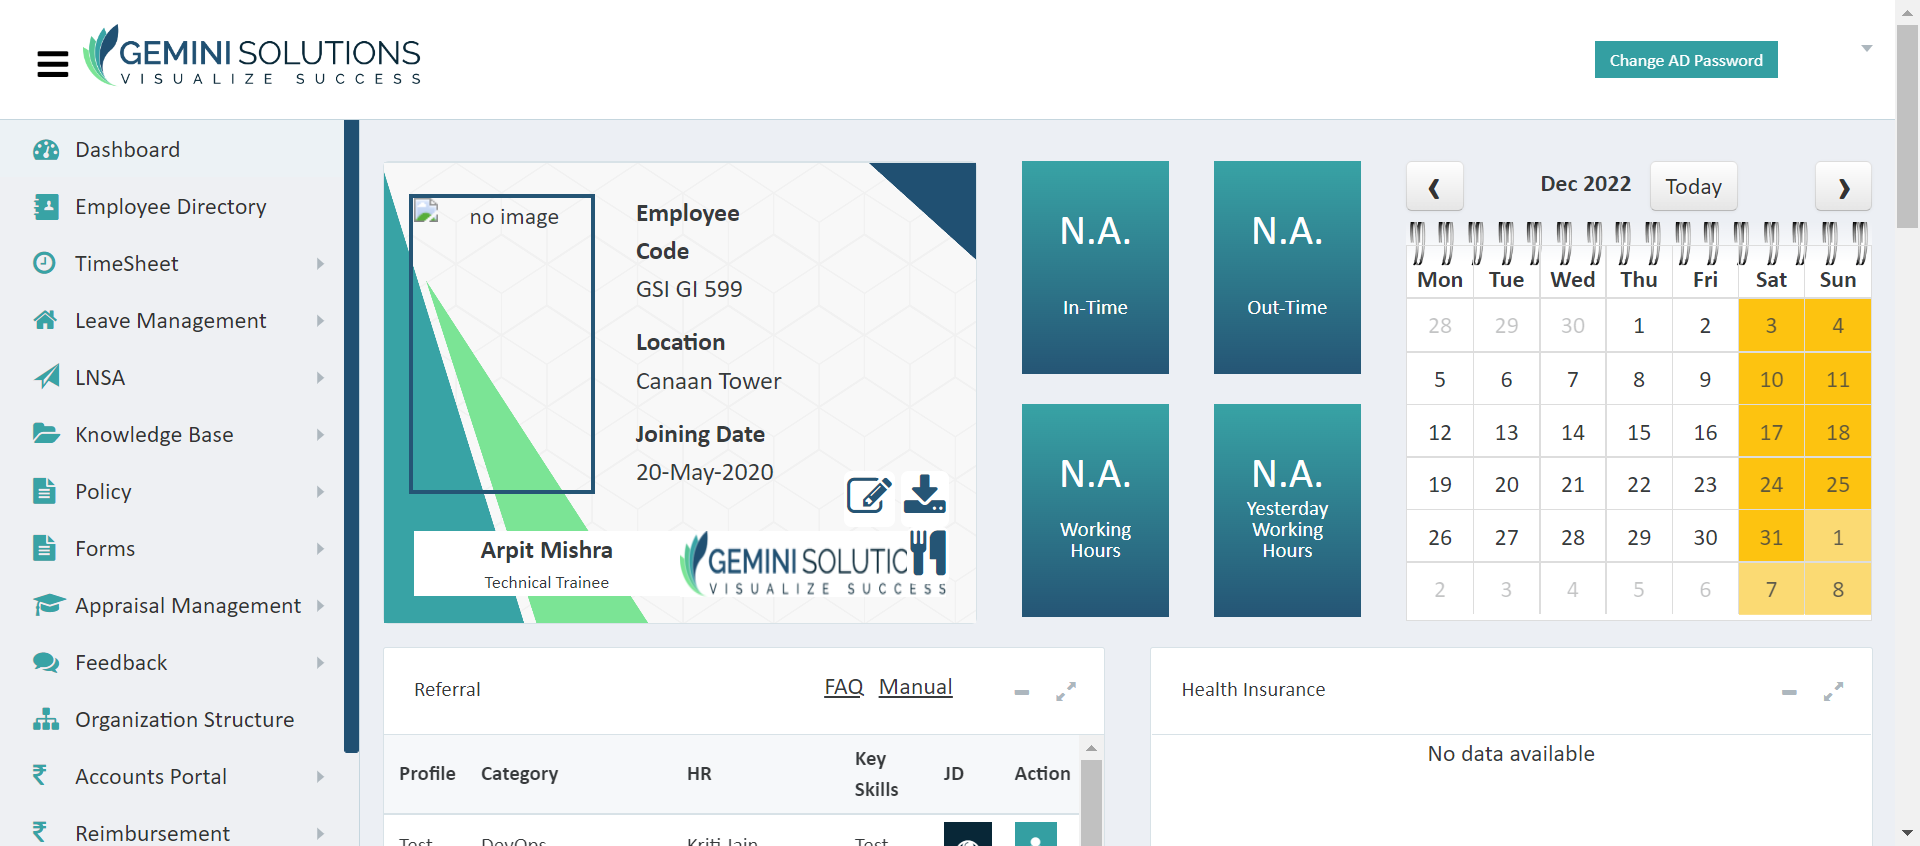 GEMINI SOLUTIONS
VISUALIZE SUCCESS
Change AD Password
Dashboard
Employee Directory
TimeSheet
Leave Management
LNSA
Knowledge Base
Policy
Forms
Appraisal Management
Feedback
Organization Structure
Accounts Portal
Reimbursement
no image
Employee
Code
GSI GI 599
Location
Canaan Tower
Joining Date
20-May-2020
Arpit Mishra
Technical Trainee
GEMINI SOLUTIC
VISUALIZE SUCCESS
N.A.
In-Time
N.A.
Out-Time
N.A.
Working
Hours
N.A.
Yesterday
Working
Hours
Dec 2022
Today
Mon Tue Wed Thu Fri Sat Sun
28 29 30 1 2 3 4
5 6 7 8 9 10 11
12 13 14 15 16 17 18
19 20 21 22 23 24 25
26 27 28 29 30 31 1
2 3 4 5 6 7 8
Referral
FAQ Manual
Profile Category HR Key Skills JD Action
Test DevOps Kriti Jain Test
Health Insurance
No data available